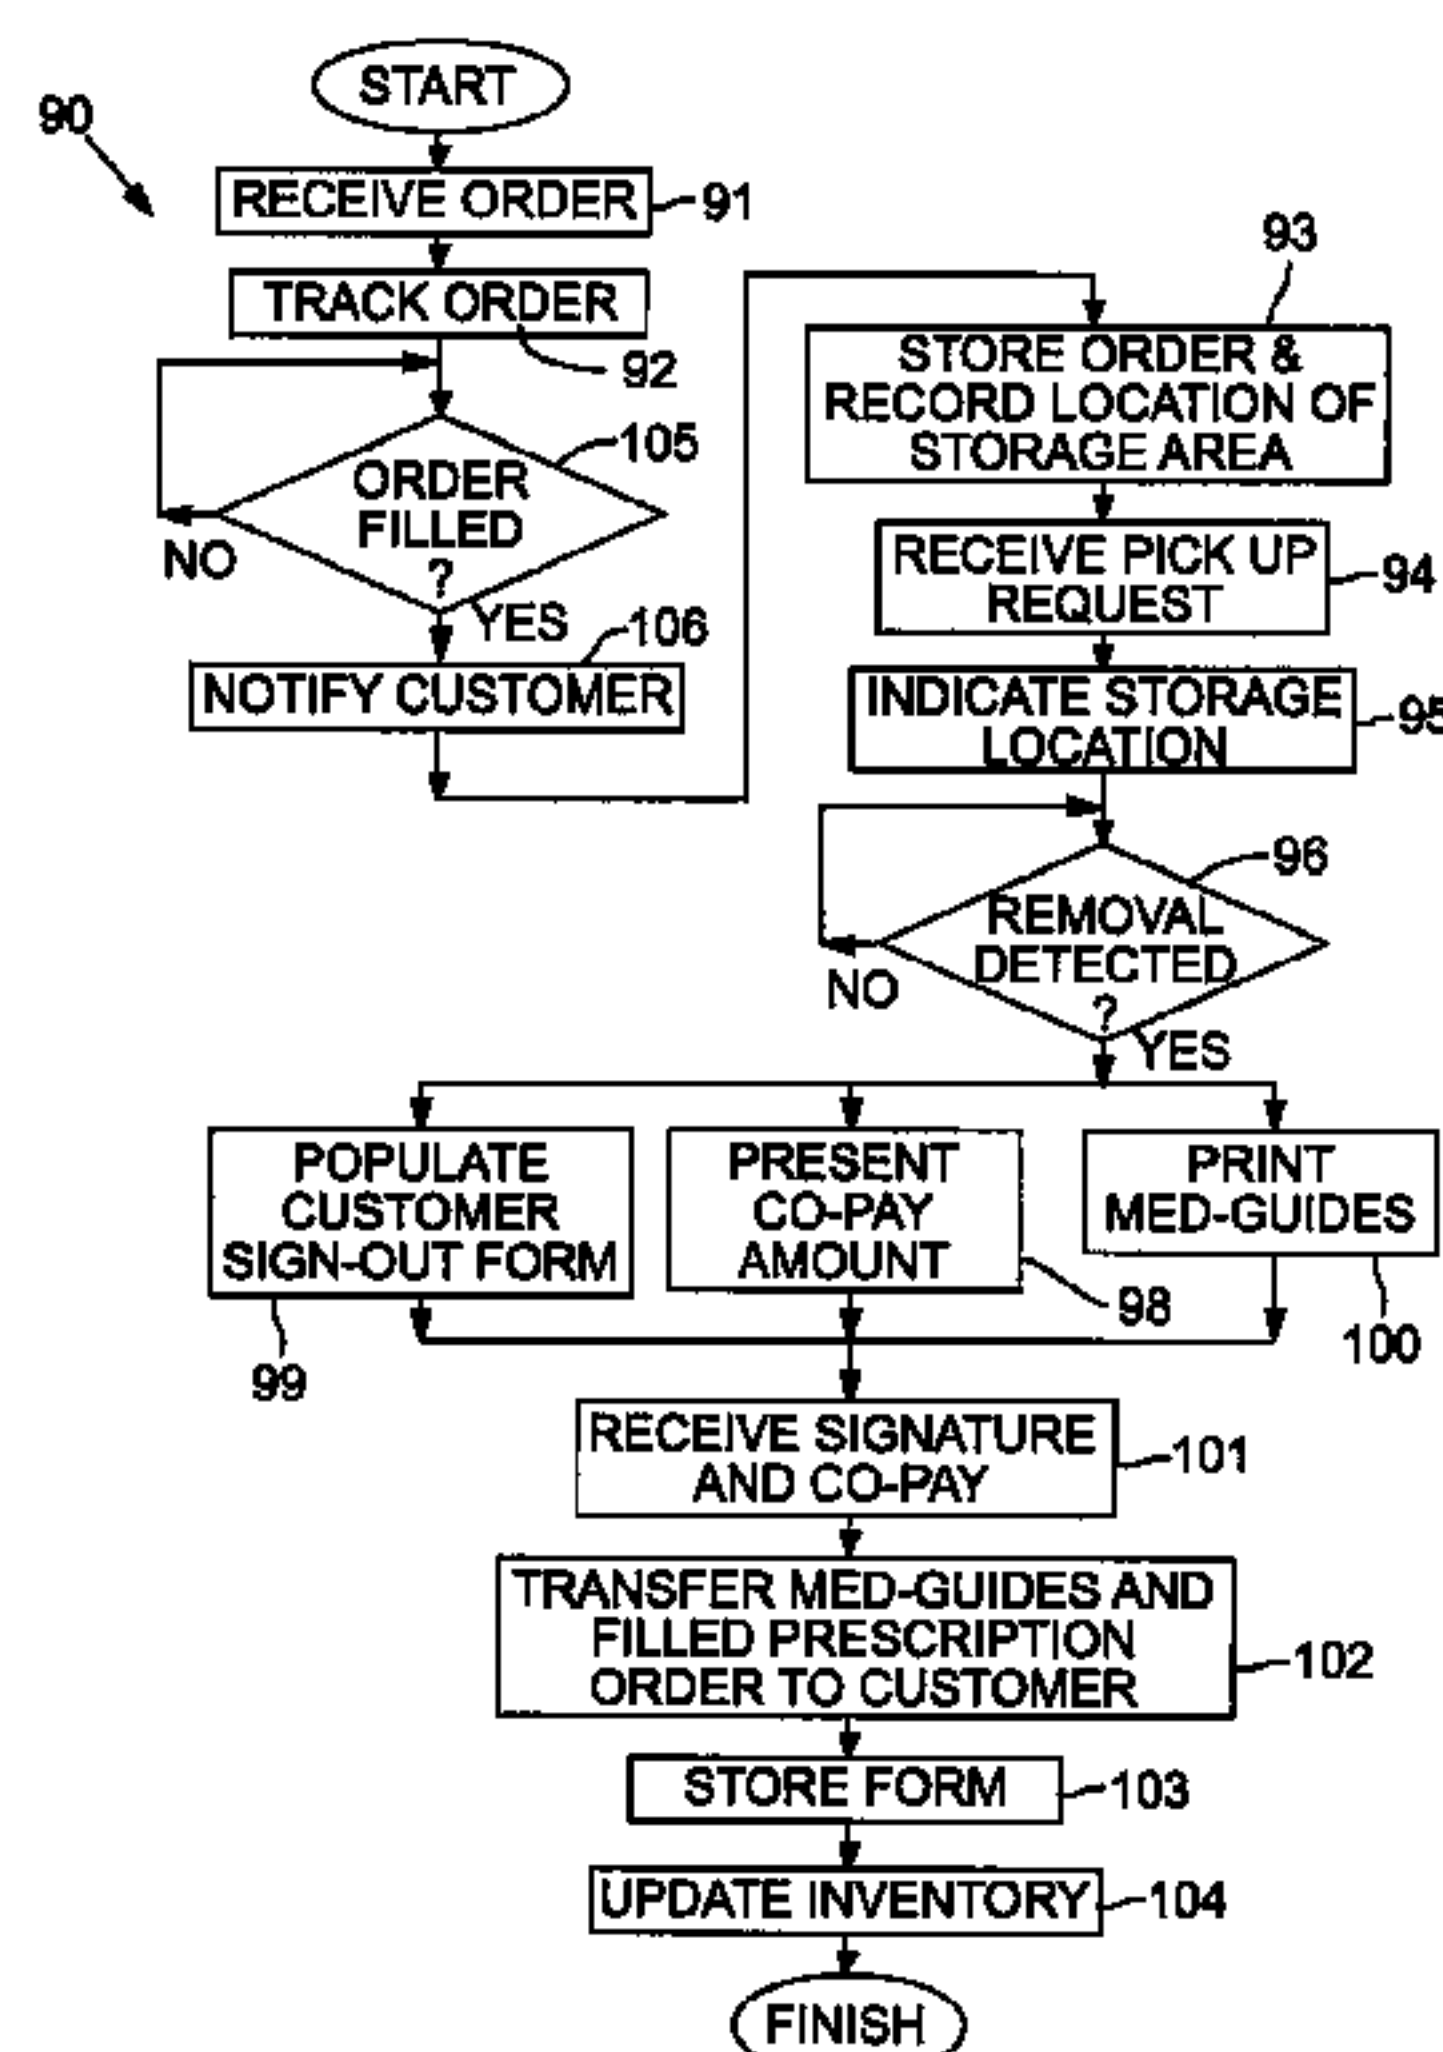 START
90
RECEIVE ORDER
91
TRACK ORDER
92
ORDER
FILLED
?
105
NO
YES
NOTIFY CUSTOMER
106
93
STORE ORDER &
RECORD LOCATION OF
STORAGE AREA
RECEIVE PICK UP
REQUEST
94
INDICATE STORAGE
LOCATION
95
REMOVAL
DETECTED
?
96
NO
YES
POPULATE
CUSTOMER
SIGN-OUT FORM
99
PRESENT
CO-PAY
AMOUNT
98
PRINT
MED-GUIDES
100
RECEIVE SIGNATURE
AND CO-PAY
101
TRANSFER MED-GUIDES AND
FILLED PRESCRIPTION
ORDER TO CUSTOMER
102
STORE FORM
103
UPDATE INVENTORY
104
FINISH